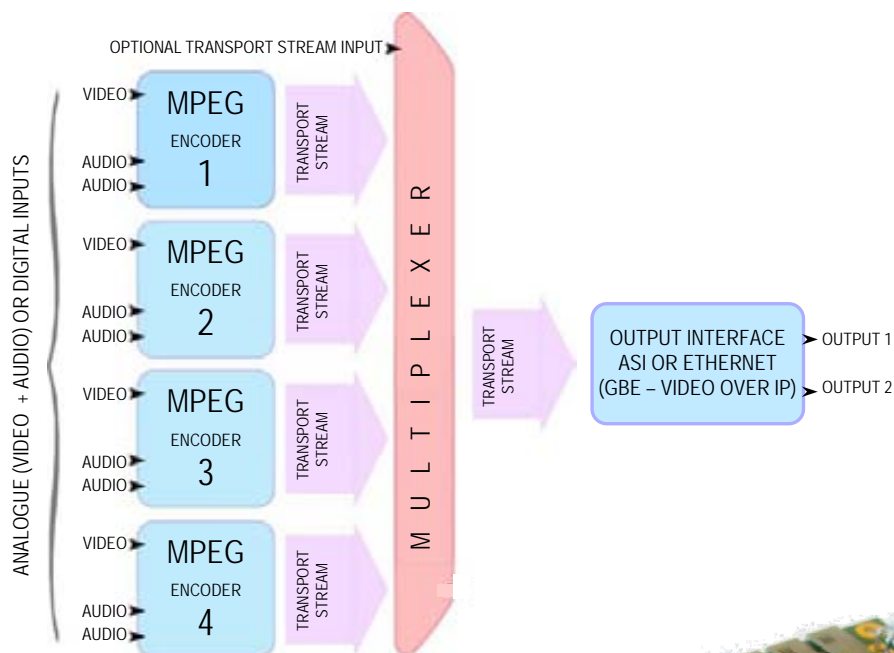 OPTIONAL TRANSPORT STREAM INPUT
ANALOGUE (VIDEO + AUDIO) OR DIGITAL INPUTS
VIDEO
AUDIO
AUDIO
MPEG
ENCODER
1
TRANSPORT
STREAM
VIDEO
AUDIO
AUDIO
MPEG
ENCODER
2
TRANSPORT
STREAM
VIDEO
AUDIO
AUDIO
MPEG
ENCODER
3
TRANSPORT
STREAM
VIDEO
AUDIO
AUDIO
MPEG
ENCODER
4
TRANSPORT
STREAM
MULTIPLEXER
TRANSPORT
STREAM
OUTPUT INTERFACE
ASI OR ETHERNET
(GBE – VIDEO OVER IP)
OUTPUT 1
OUTPUT 2